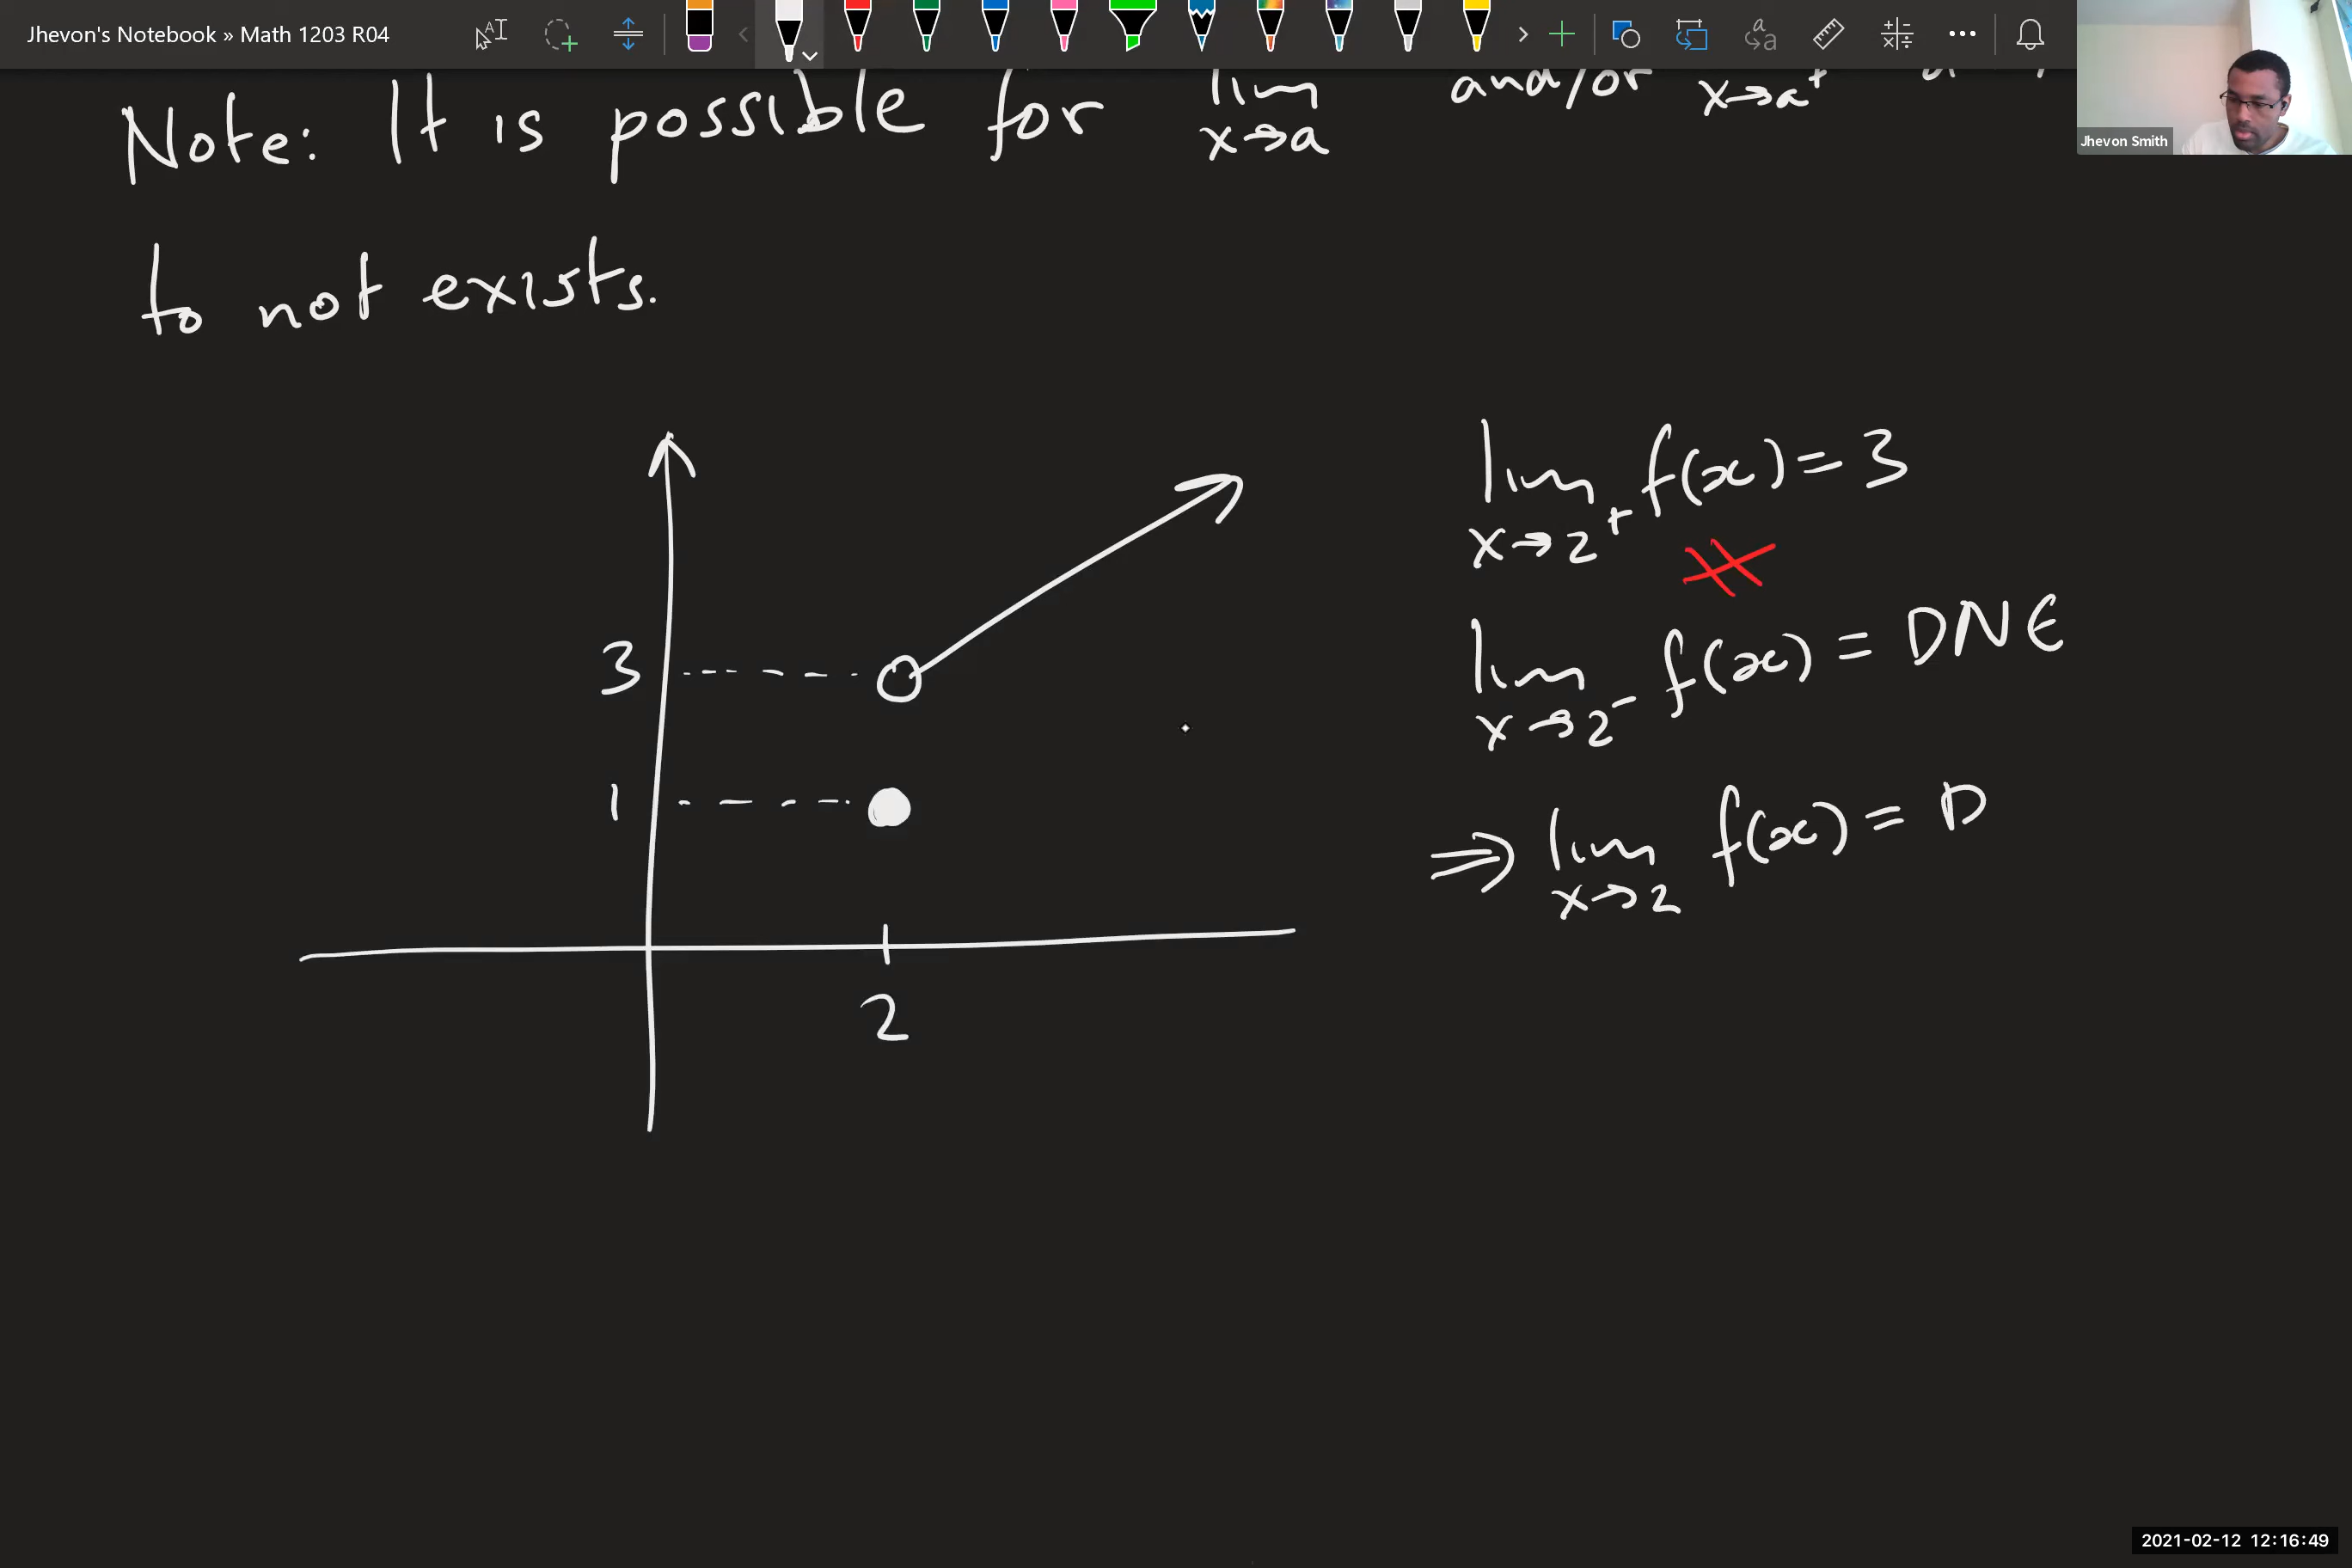 Jhevon's Notebook » Math 1203 R04
Jhevon Smith
Note: It is possible for lim x→a and/or x→a⁺
to not exists.
lim x→2⁺ f(x) = 3
lim x→2⁻ f(x) = DNE
⇒ lim x→2 f(x) = D
3
1
2
2021-02-12 12:16:49